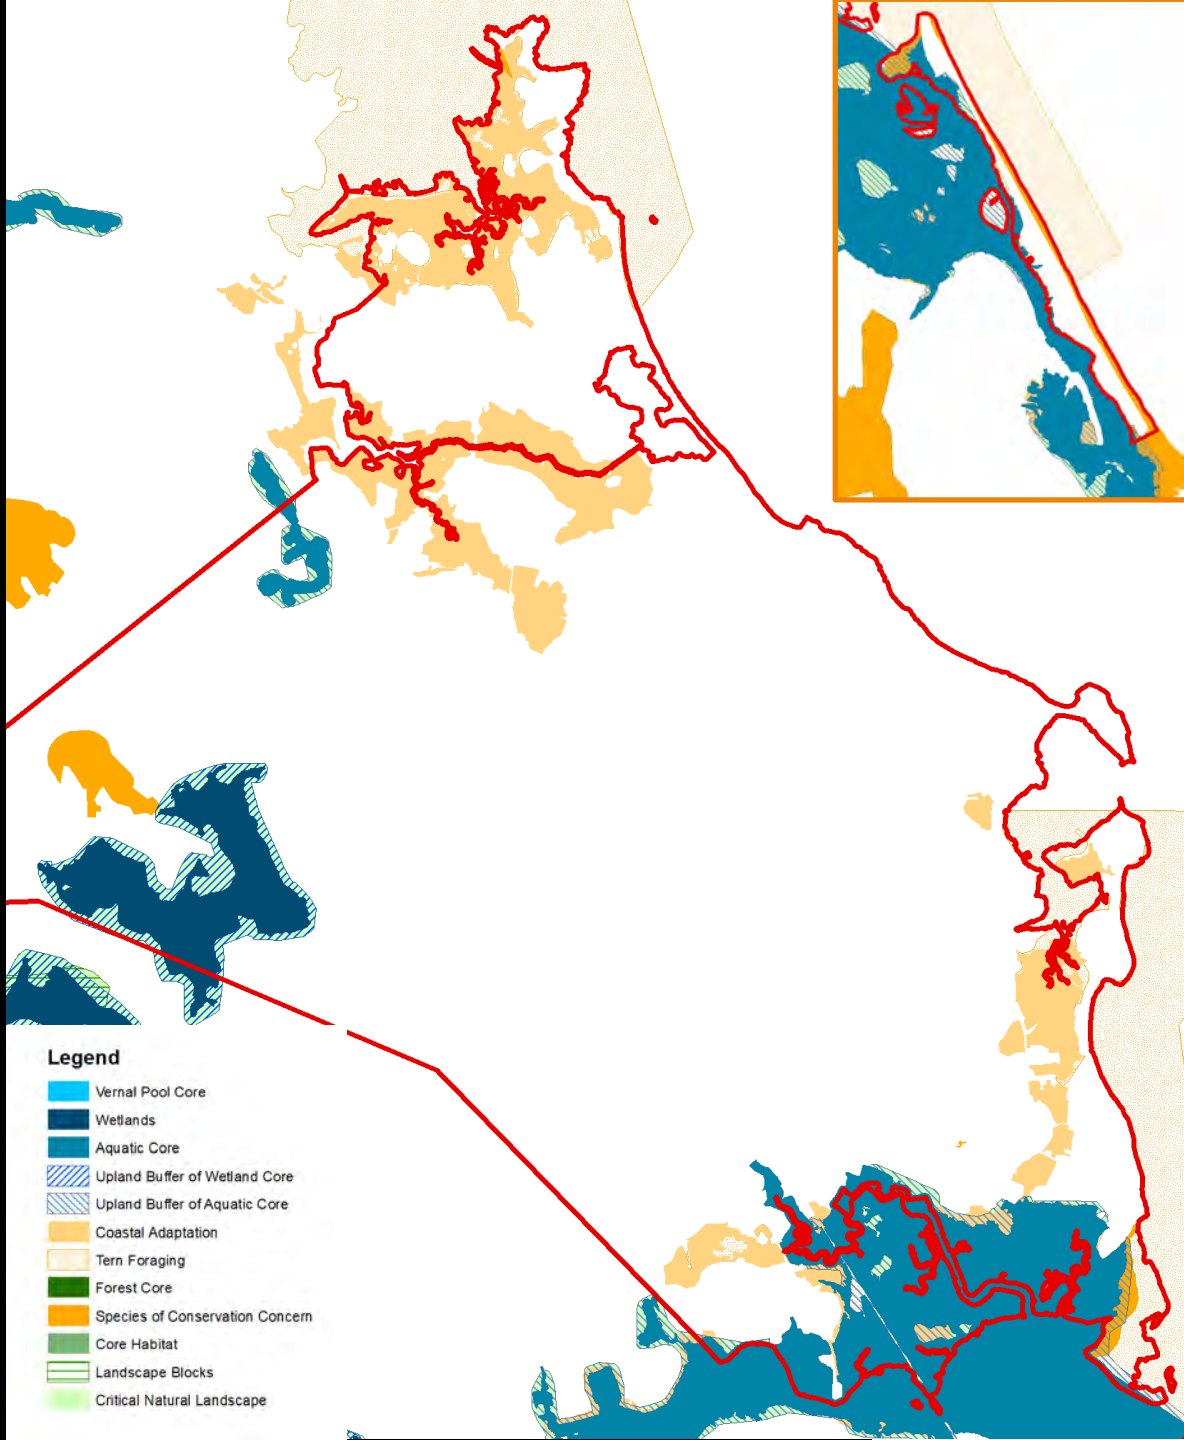 Legend
Vernal Pool Core
Wetlands
Aquatic Core
Upland Buffer of Wetland Core
Upland Buffer of Aquatic Core
Coastal Adaptation
Tern Foraging
Forest Core
Species of Conservation Concern
Core Habitat
Landscape Blocks
Critical Natural Landscape